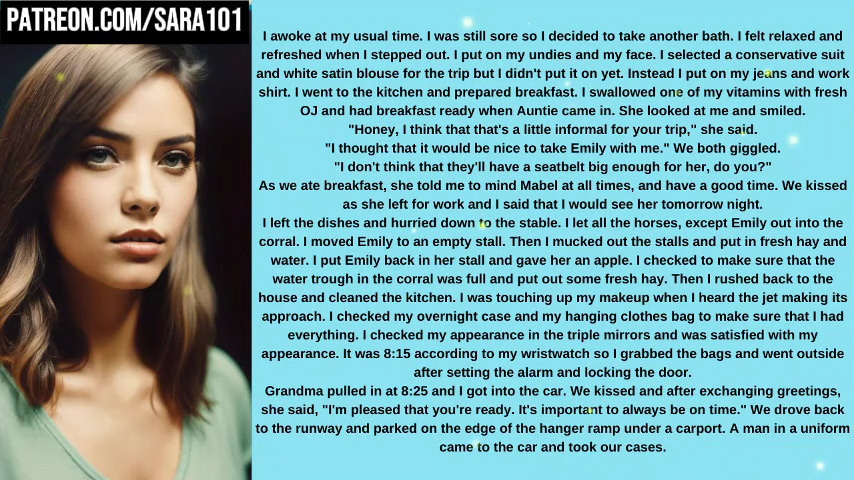 PATREON.COM/SARA101
I awoke at my usual time. I was still sore so I decided to take another bath. I felt relaxed and
refreshed when I stepped out. I put on my undies and my face. I selected a conservative suit
and white satin blouse for the trip but I didn't put it on yet. Instead I put on my jeans and work
shirt. I went to the kitchen and prepared breakfast. I swallowed one of my vitamins with fresh
OJ and had breakfast ready when Auntie came in. She looked at me and smiled.
"Honey, I think that that's a little informal for your trip," she said.
"I thought that it would be nice to take Emily with me." We both giggled.
"I don't think that they'll have a seatbelt big enough for her, do you?"
As we ate breakfast, she told me to mind Mabel at all times, and have a good time. We kissed
as she left for work and I said that I would see her tomorrow night.
I left the dishes and hurried down to the stable. I let all the horses, except Emily out into the
corral. I moved Emily to an empty stall. Then I mucked out the stalls and put in fresh hay and
water. I put Emily back in her stall and gave her an apple. I checked to make sure that the
water trough in the corral was full and put out some fresh hay. Then I rushed back to the
house and cleaned the kitchen. I was touching up my makeup when I heard the jet making its
approach. I checked my overnight case and my hanging clothes bag to make sure that I had
everything. I checked my appearance in the triple mirrors and was satisfied with my
appearance. It was 8:15 according to my wristwatch so I grabbed the bags and went outside
after setting the alarm and locking the door.
Grandma pulled in at 8:25 and I got into the car. We kissed and after exchanging greetings,
she said, "I'm pleased that you're ready. It's important to always be on time." We drove back
to the runway and parked on the edge of the hanger ramp under a carport. A man in a uniform
came to the car and took our cases.